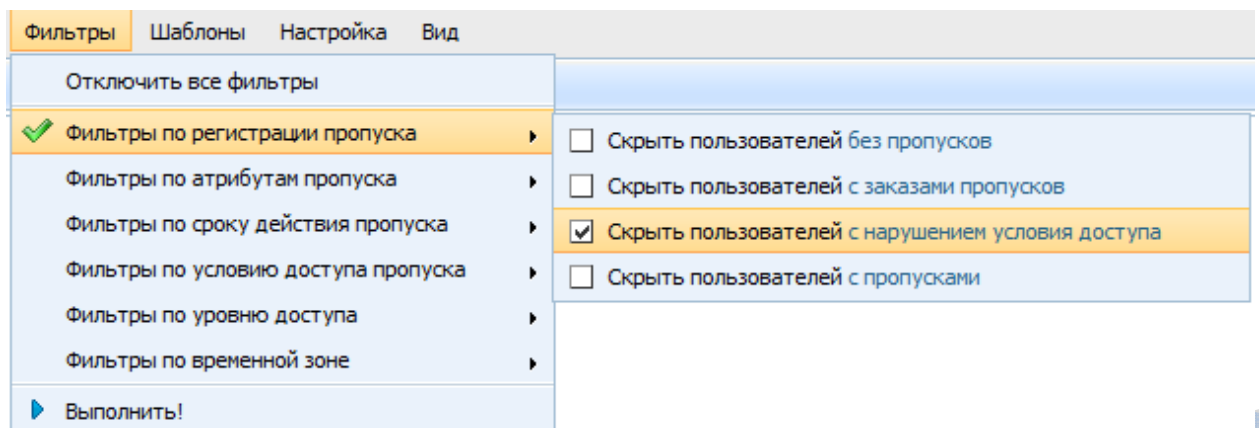 Фильтры Шаблоны Настройка Вид
Отключить все фильтры
Фильтры по регистрации пропуска
Фильтры по атрибутам пропуска
Фильтры по сроку действия пропуска
Фильтры по условию доступа пропуска
Фильтры по уровню доступа
Фильтры по временной зоне
Выполнить!
Скрыть пользователей без пропусков
Скрыть пользователей с заказами пропусков
Скрыть пользователей с нарушением условия доступа
Скрыть пользователей с пропусками